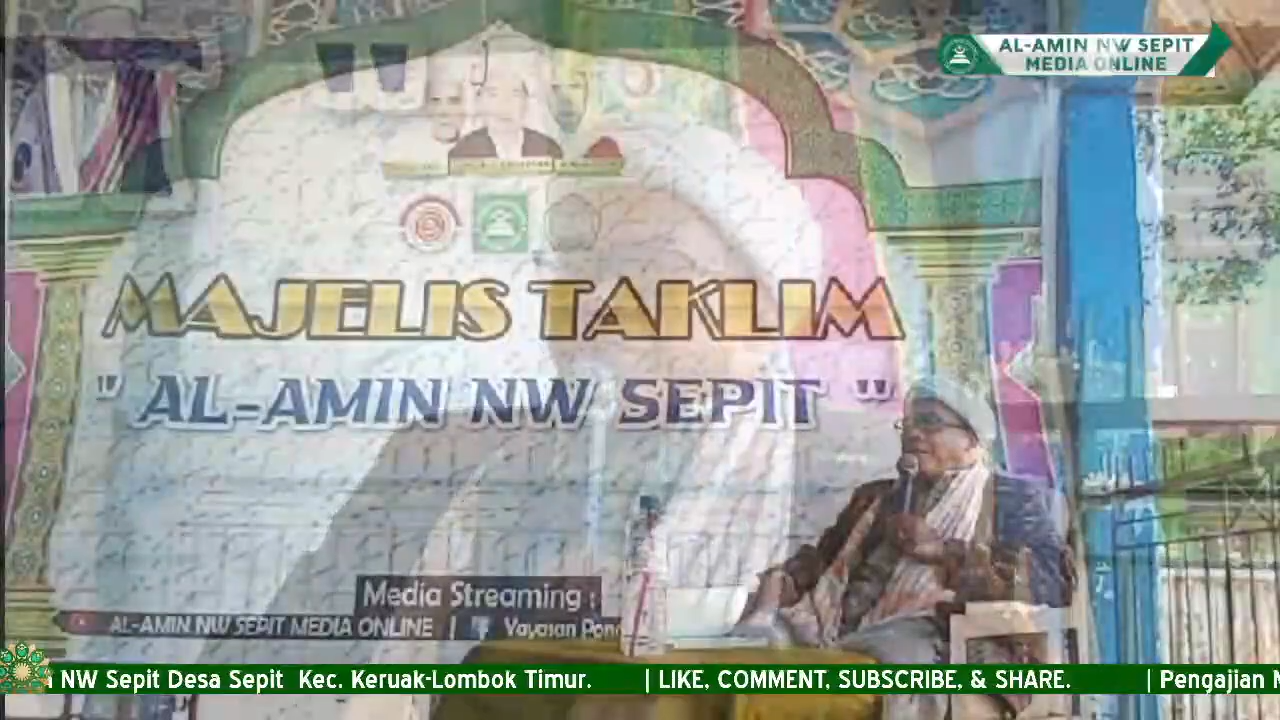 AL-AMIN NW SEPIT
MEDIA ONLINE
MAJELIS TAKLIM
" AL-AMIN NW SEPIT "
Media Streaming :
AL-AMIN NW SEPIT MEDIA ONLINE | Yayasan Pon
NW Sepit Desa Sepit Kec. Keruak-Lombok Timur. | LIKE, COMMENT, SUBSCRIBE, & SHARE. | Pengajian